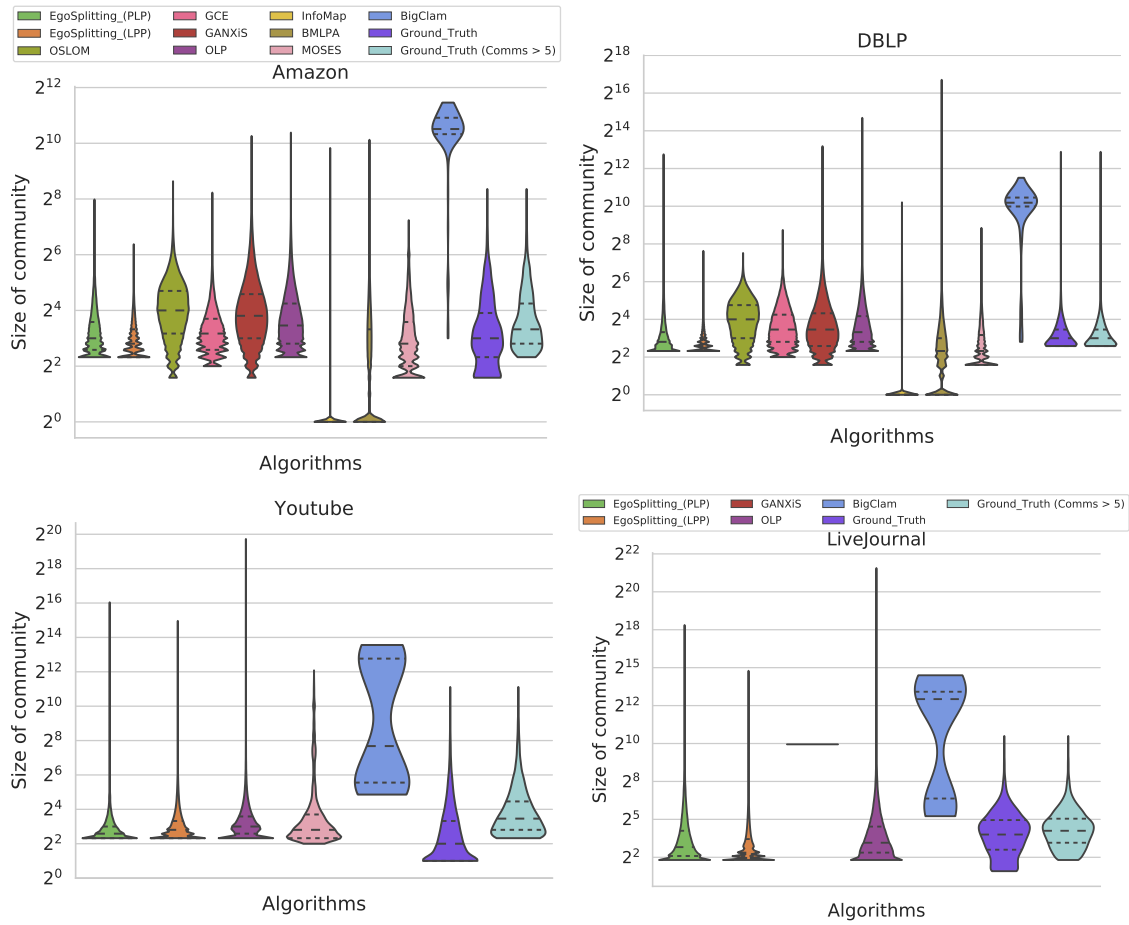 EgoSplitting_(PLP) GCE InfoMap BigClam
EgoSplitting_(LPP) GANXiS BMLPA Ground_Truth
OSLOM OLP MOSES Ground_Truth (Comms > 5)
Amazon
2^12
2^10
2^8
2^6
2^4
2^2
2^0
Size of community
Algorithms
DBLP
2^18
2^16
2^14
2^12
2^10
2^8
2^6
2^4
2^2
2^0
Size of community
Algorithms
Youtube
2^20
2^18
2^16
2^14
2^12
2^10
2^8
2^6
2^4
2^2
2^0
Size of community
Algorithms
EgoSplitting_(PLP) GANXiS BigClam Ground_Truth (Comms > 5)
EgoSplitting_(LPP) OLP Ground_Truth
LiveJournal
2^22
2^20
2^18
2^15
2^12
2^10
2^8
2^5
2^2
Size of community
Algorithms